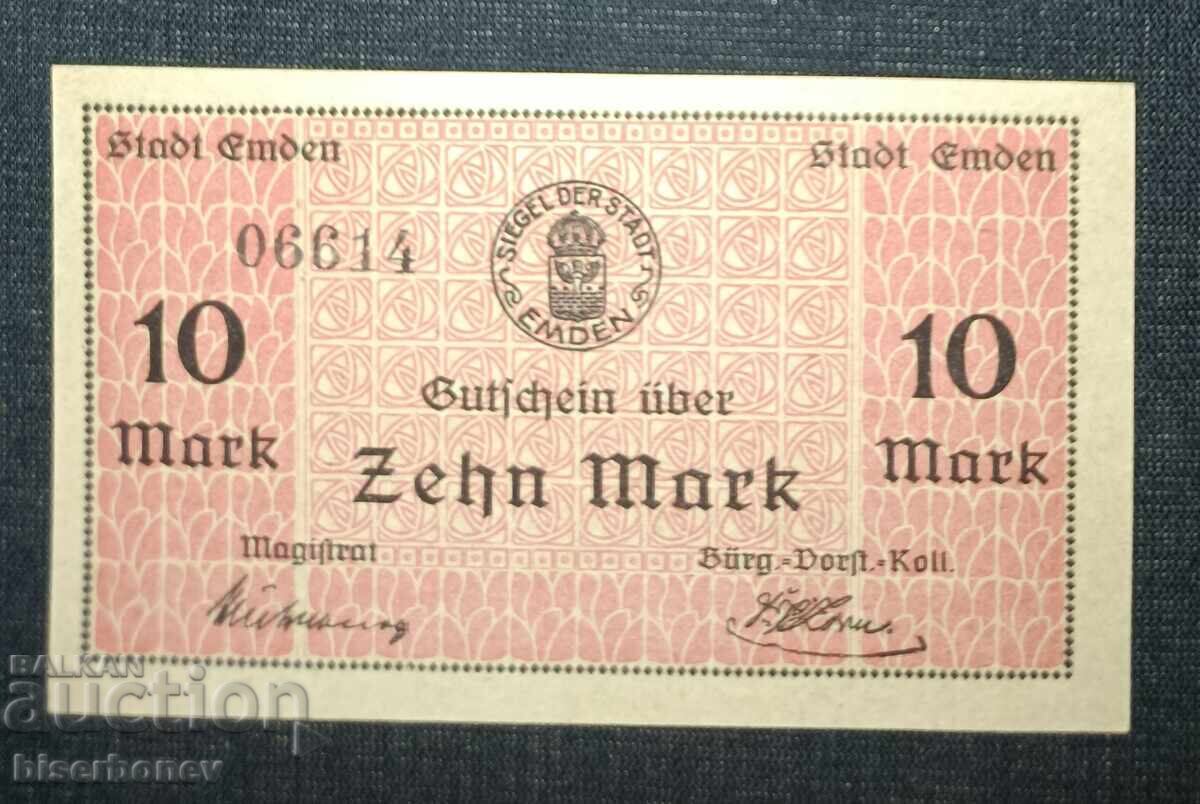 Stadt Emden
Stadt Emden
06614
SIEGEL DER STADT
EMDEN
10
Mark
10
Mark
Gutschein über
Zehn Mark
Magistrat
Bürg.-Vorst.-Koll.
BALKAN
auction
biserbonev